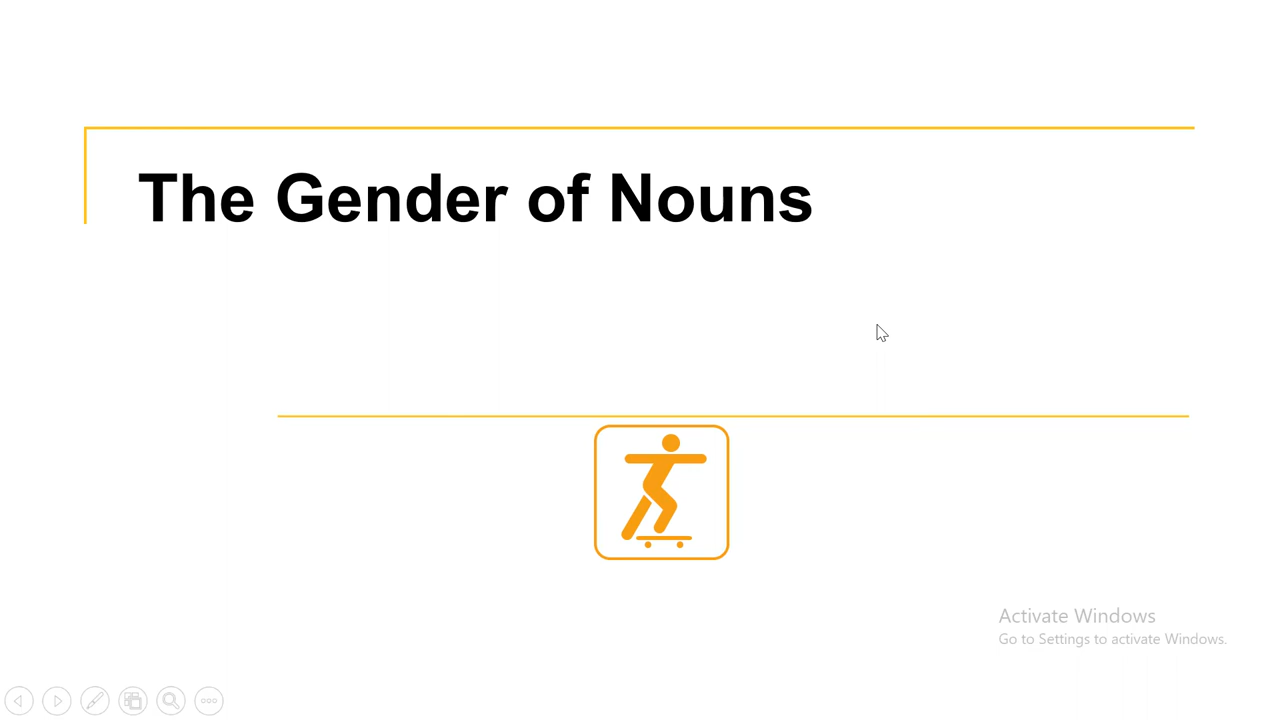 The Gender of Nouns
Activate Windows
Go to Settings to activate Windows.